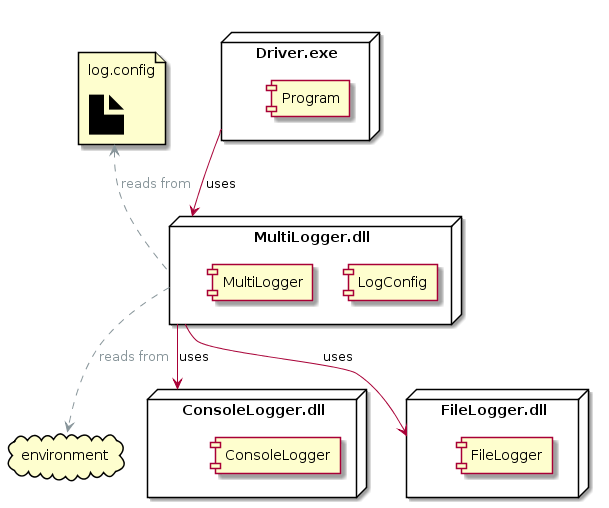 Driver.exe
log.config
Program
reads from
uses
MultiLogger.dll
MultiLogger
LogConfig
reads from
uses
uses
ConsoleLogger.dll
FileLogger.dll
environment
ConsoleLogger
FileLogger